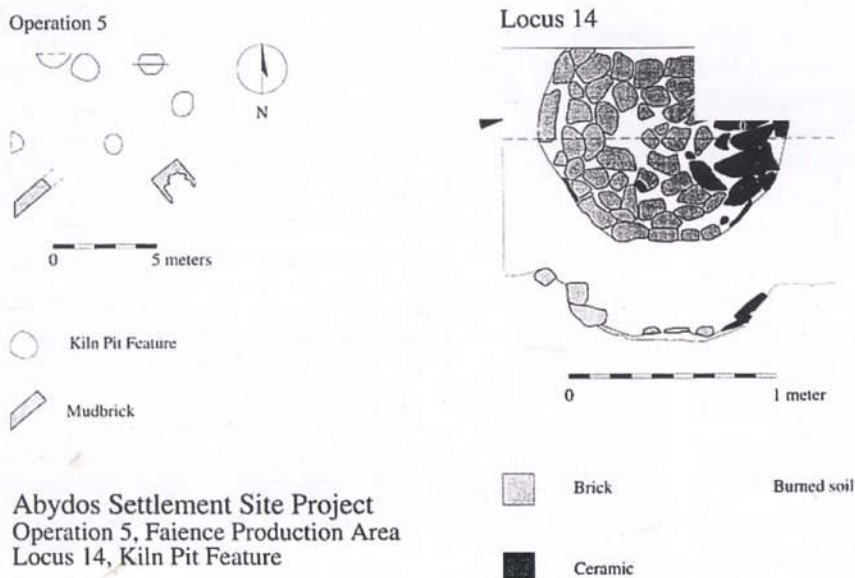 Operation 5
N
0 5 meters
Kiln Pit Feature
Mudbrick
Abydos Settlement Site Project
Operation 5, Faience Production Area
Locus 14, Kiln Pit Feature
Locus 14
0 1 meter
Brick Burned soil
Ceramic